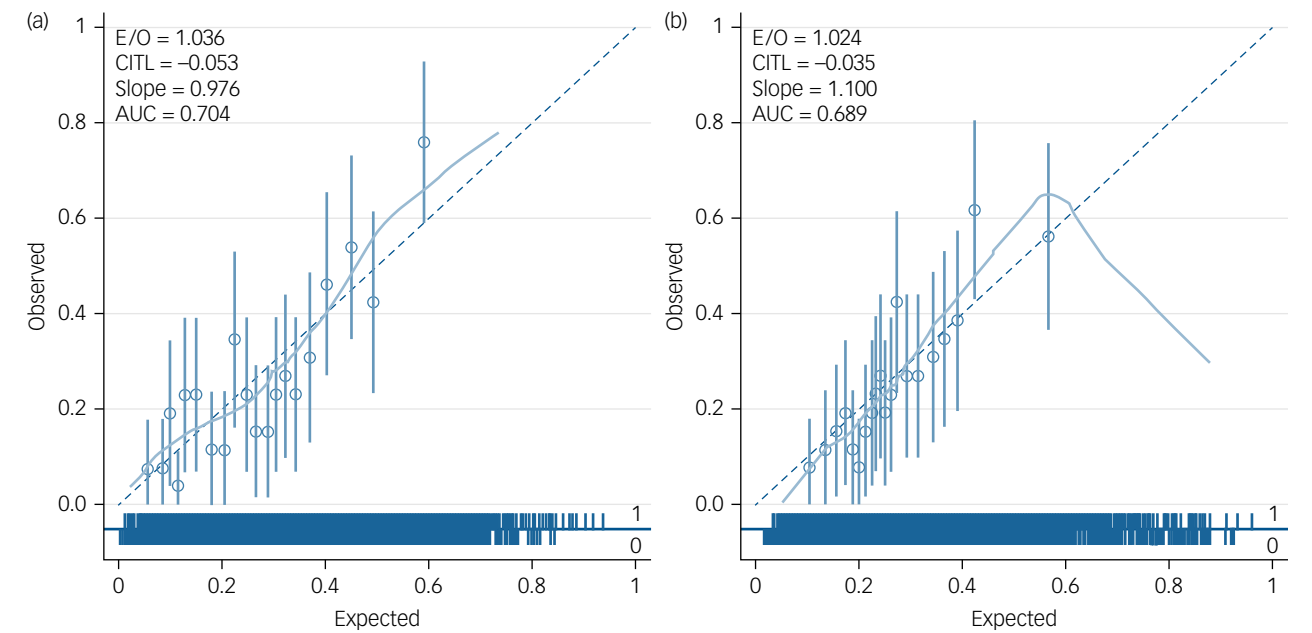 (a)
E/O = 1.036
CITL = –0.053
Slope = 0.976
AUC = 0.704
Observed
1
0.8
0.6
0.4
0.2
0.0
1
0
0
0.2
0.4
0.6
0.8
1
Expected
(b)
E/O = 1.024
CITL = –0.035
Slope = 1.100
AUC = 0.689
Observed
1
0.8
0.6
0.4
0.2
0.0
1
0
0
0.2
0.4
0.6
0.8
1
Expected